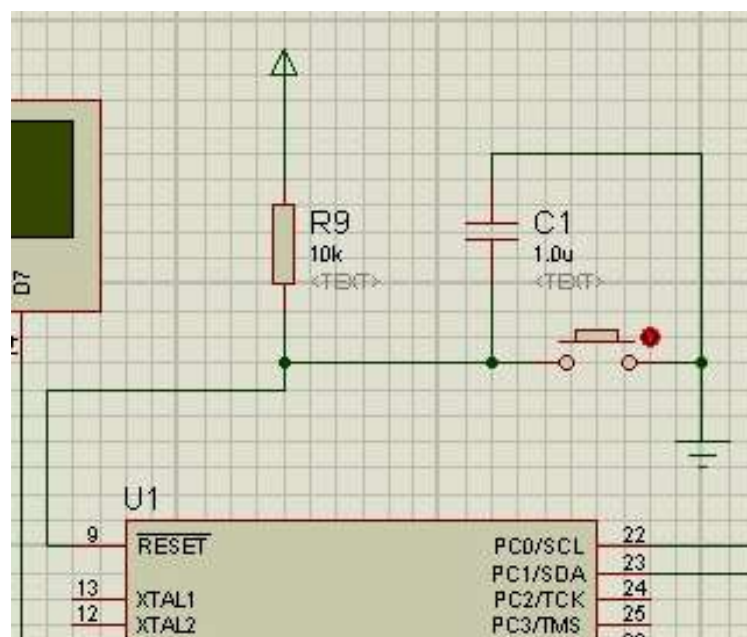 R9
10k
<TEXT>
C1
1.0u
<TEXT>
D7
U1
9
RESET
13
XTAL1
12
XTAL2
PC0/SCL
22
PC1/SDA
23
PC2/TCK
24
PC3/TMS
25